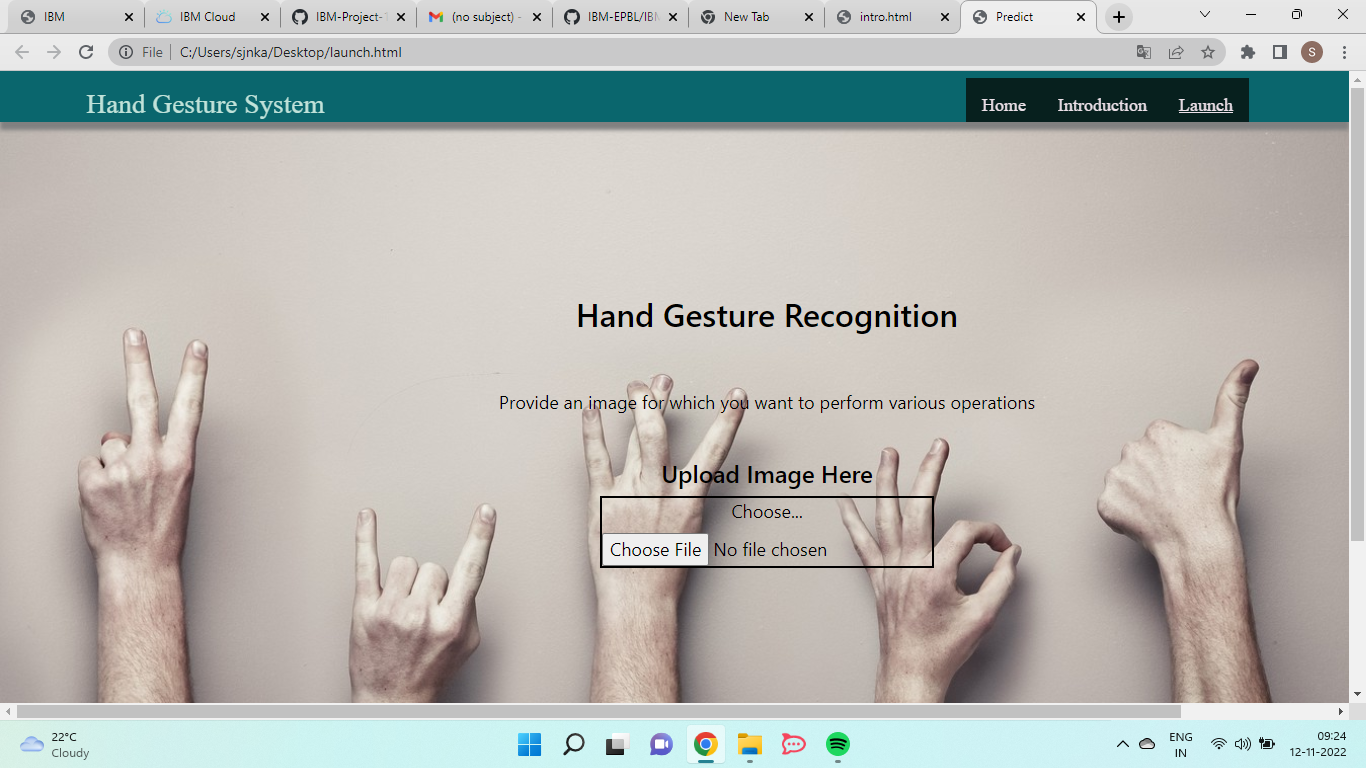 IBM
IBM Cloud
IBM-Project-
(no subject) -
IBM-EPBL/IBM
New Tab
intro.html
Predict
File
C:/Users/sjnka/Desktop/launch.html
S
Hand Gesture System
Home
Introduction
Launch
Hand Gesture Recognition
Provide an image for which you want to perform various operations
Upload Image Here
Choose...
Choose File No file chosen
22°C
Cloudy
ENG
IN
09:24
12-11-2022